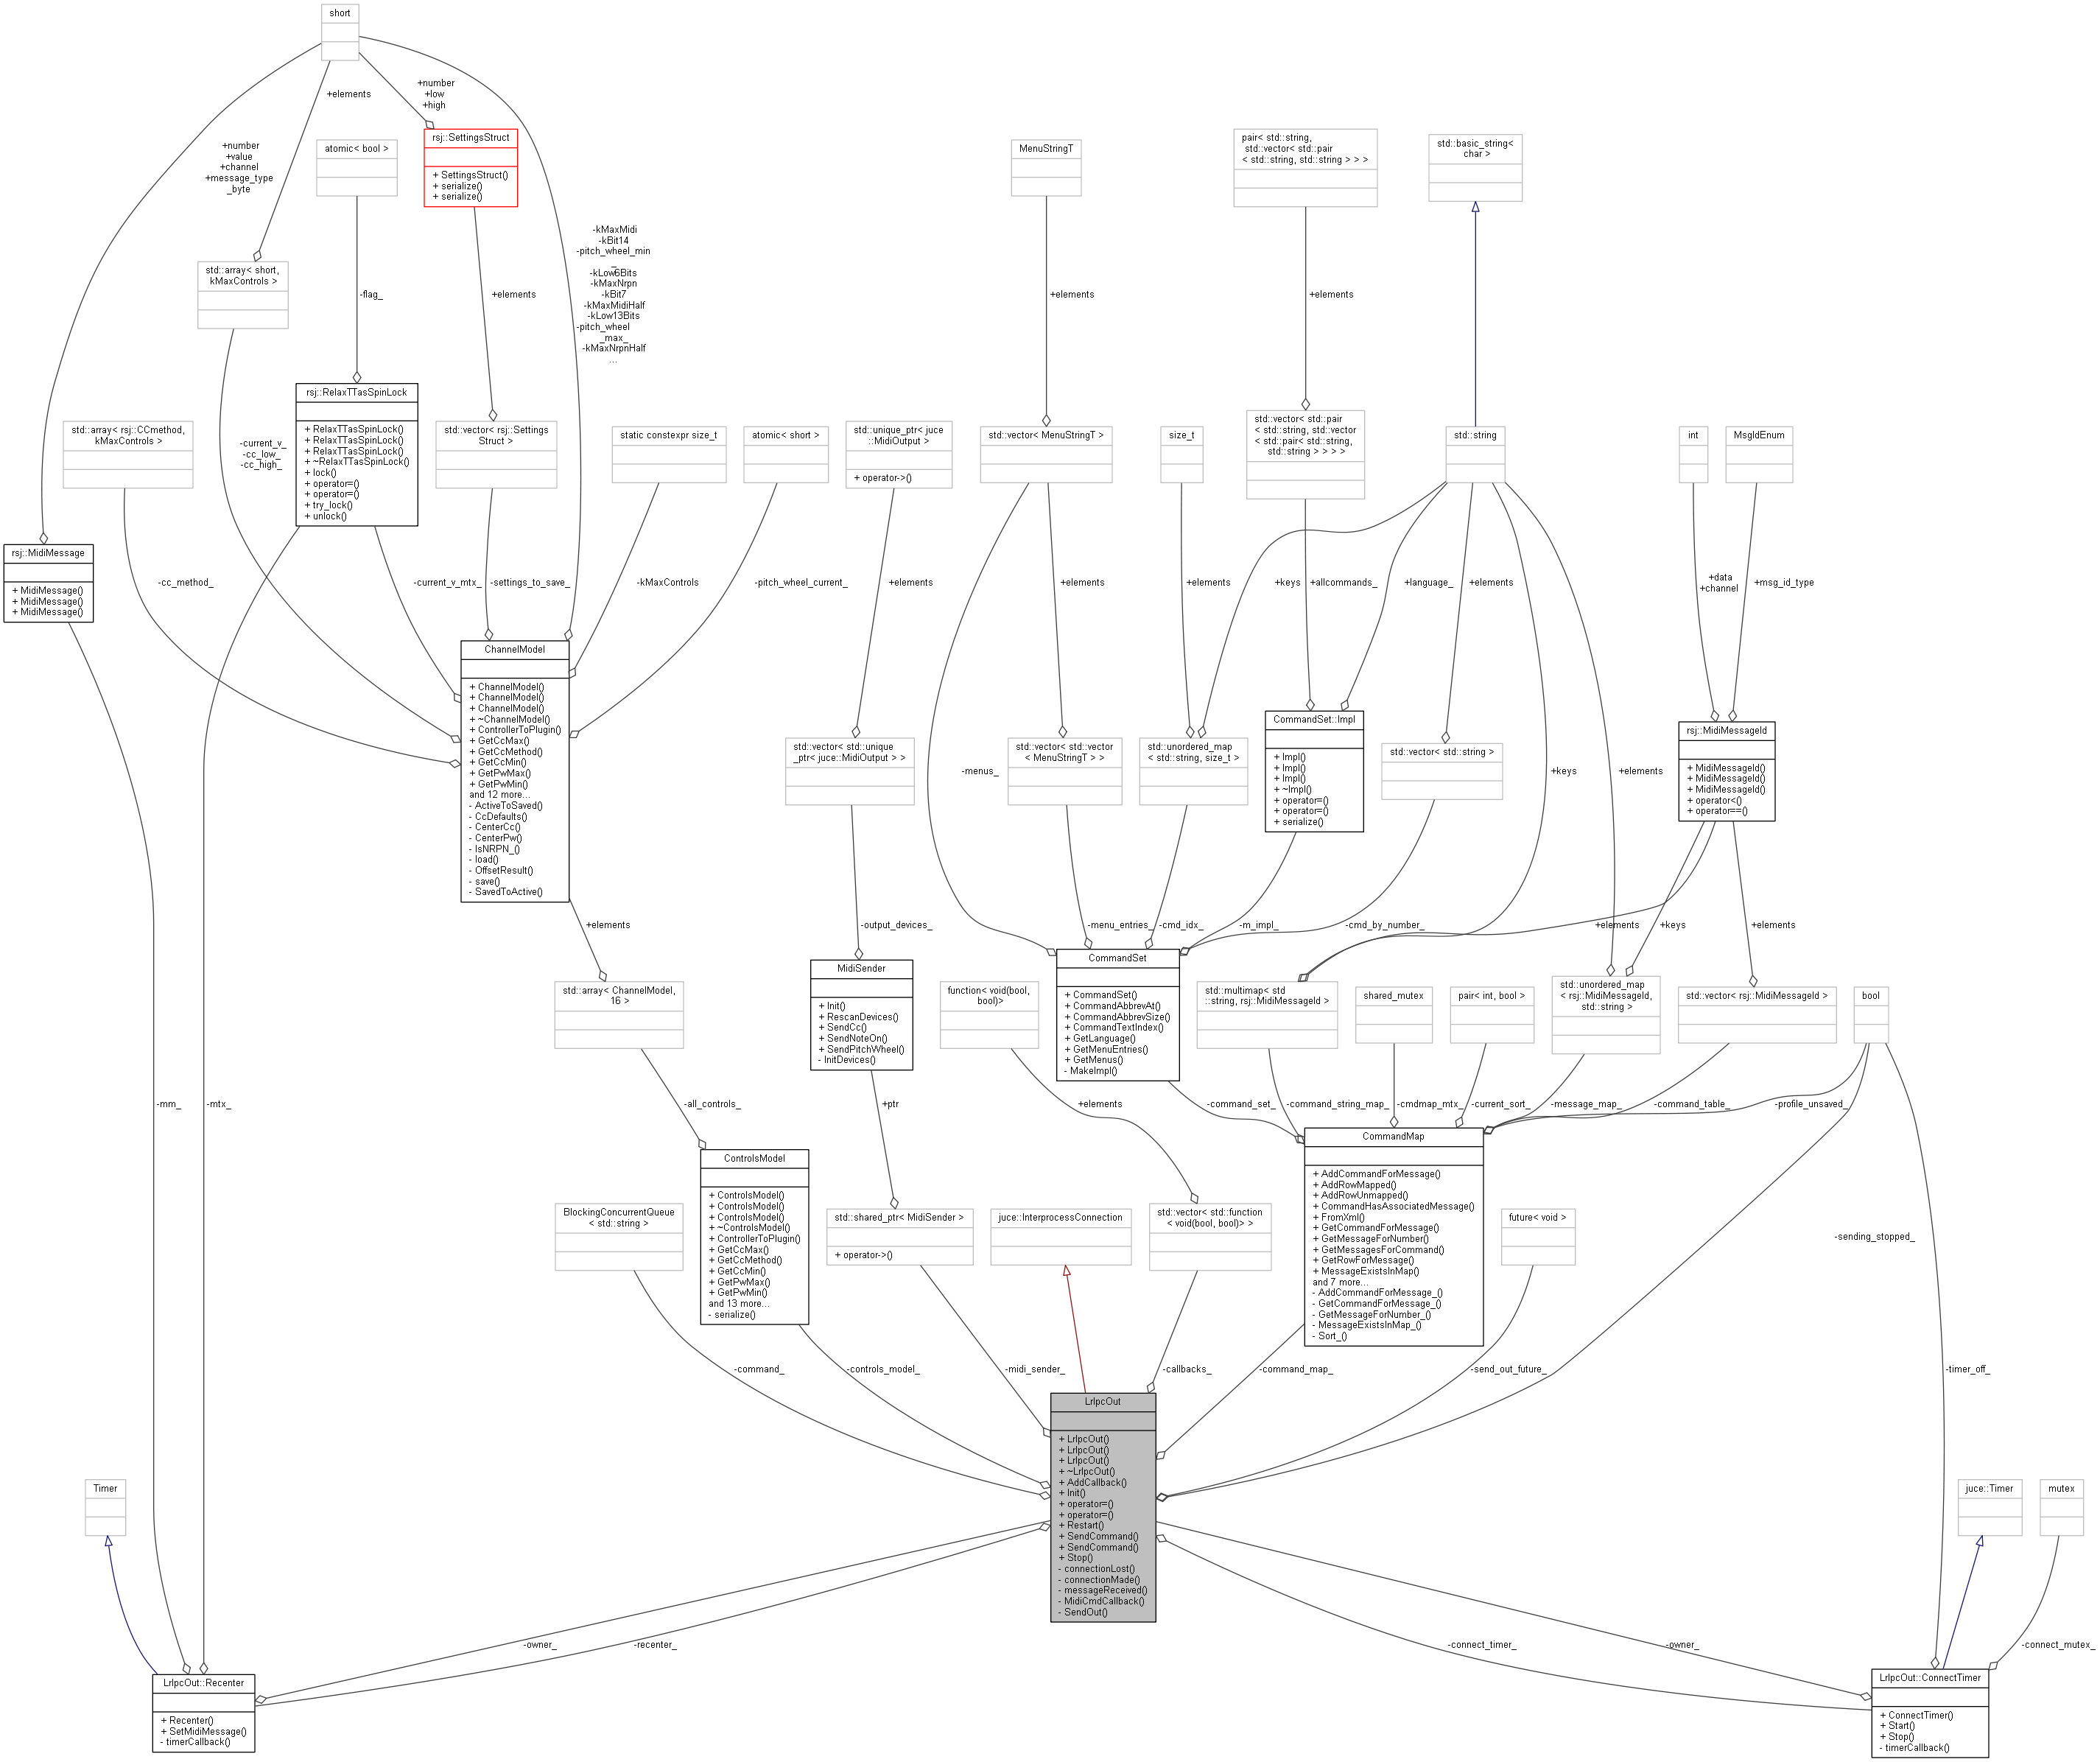 short
+number
+low
+high
+elements
rsj::SettingsStruct
+ SettingsStruct()
+ serialize()
+ serialize()
MenuStringT
pair< std::string,
std::vector< std::pair
< std::string, std::string > > >
std::basic_string<
char >
atomic< bool >
+number
+value
+channel
+message_type
_byte
-kMaxMidi
-kBit14
-pitch_wheel_min
_
-kLow6Bits
-kMaxNrpn
-kBit7
-kMaxMidiHalf
-kLow13Bits
-pitch_wheel
_max_
-kMaxNrpnHalf
...
std::array< short,
kMaxControls >
-flag_
+elements
+elements
+elements
rsj::RelaxTTasSpinLock
+ RelaxTTasSpinLock()
+ RelaxTTasSpinLock()
+ RelaxTTasSpinLock()
+ ~RelaxTTasSpinLock()
+ lock()
+ operator=()
+ operator=()
+ try_lock()
+ unlock()
std::array< rsj::CCmethod,
kMaxControls >
-current_v_
-cc_low_
-cc_high_
std::vector< rsj::Settings
Struct >
static constexpr size_t
atomic< short >
std::unique_ptr< juce
::MidiOutput >
+ operator->()
std::vector< MenuStringT >
size_t
std::vector< std::pair
< std::string, std::vector
< std::pair< std::string,
std::string > > > >
std::string
int
MsgIdEnum
rsj::MidiMessage
+ MidiMessage()
+ MidiMessage()
+ MidiMessage()
-cc_method_
-current_v_mtx_
-settings_to_save_
-kMaxControls
-pitch_wheel_current_
+elements
+elements
+elements
+keys
+allcommands_
+language_
+elements
+data
+channel
+msg_id_type
ChannelModel
+ ChannelModel()
+ ChannelModel()
+ ChannelModel()
+ ~ChannelModel()
+ ControllerToPlugin()
+ GetCcMax()
+ GetCcMethod()
+ GetCcMin()
+ GetPwMax()
+ GetPwMin()
and 12 more...
- ActiveToSaved()
- CcDefaults()
- CenterCc()
- CenterPw()
- IsNRPN_()
- load()
- OffsetResult()
- save()
- SavedToActive()
std::vector< std::unique
_ptr< juce::MidiOutput > >
-menus_
std::vector< std::vector
< MenuStringT > >
std::unordered_map
< std::string, size_t >
CommandSet::Impl
+ Impl()
+ Impl()
+ Impl()
+ ~Impl()
+ operator=()
+ operator=()
+ serialize()
std::vector< std::string >
+keys
+elements
rsj::MidiMessageId
+ MidiMessageId()
+ MidiMessageId()
+ MidiMessageId()
+ operator<()
+ operator==()
+elements
-output_devices_
-menu_entries_
-cmd_idx_
-m_impl_
-cmd_by_number_
+elements
+keys
+elements
std::array< ChannelModel,
16 >
MidiSender
+ Init()
+ RescanDevices()
+ SendCc()
+ SendNoteOn()
+ SendPitchWheel()
- InitDevices()
function< void(bool,
bool)>
CommandSet
+ CommandSet()
+ CommandAbbrevAt()
+ CommandAbbrevSize()
+ CommandTextIndex()
+ GetLanguage()
+ GetMenuEntries()
+ GetMenus()
- MakeImpl()
std::multimap< std
::string, rsj::MidiMessageId >
shared_mutex
pair< int, bool >
std::unordered_map
< rsj::MidiMessageId,
std::string >
std::vector< rsj::MidiMessageId >
bool
-mm_
-mtx_
-all_controls_
+ptr
+elements
-command_set_
-command_string_map_
-cmdmap_mtx_
-current_sort_
-message_map_
-command_table_
-profile_unsaved_
ControlsModel
+ ControlsModel()
+ ControlsModel()
+ ControlsModel()
+ ~ControlsModel()
+ ControllerToPlugin()
+ GetCcMax()
+ GetCcMethod()
+ GetCcMin()
+ GetPwMax()
+ GetPwMin()
and 13 more...
- serialize()
CommandMap
+ AddCommandForMessage()
+ AddRowMapped()
+ AddRowUnmapped()
+ CommandHasAssociatedMessage()
+ FromXml()
+ GetCommandForMessage()
+ GetMessageForNumber()
+ GetMessagesForCommand()
+ GetRowForMessage()
+ MessageExistsInMap()
and 7 more...
- AddCommandForMessage_()
- GetCommandForMessage_()
- GetMessageForNumber_()
- MessageExistsInMap_()
- Sort_()
BlockingConcurrentQueue
< std::string >
std::shared_ptr< MidiSender >
+ operator->()
juce::InterprocessConnection
std::vector< std::function
< void(bool, bool)> >
future< void >
-sending_stopped_
-command_
-controls_model_
-midi_sender_
-callbacks_
-command_map_
-send_out_future_
-timer_off_
LrIpcOut
+ LrIpcOut()
+ LrIpcOut()
+ LrIpcOut()
+ ~LrIpcOut()
+ AddCallback()
+ Init()
+ operator=()
+ operator=()
+ Restart()
+ SendCommand()
+ SendCommand()
+ Stop()
- connectionLost()
- connectionMade()
- messageReceived()
- MidiCmdCallback()
- SendOut()
Timer
juce::Timer
mutex
-owner_
-recenter_
-connect_timer_
-owner_
-connect_mutex_
LrIpcOut::Recenter
+ Recenter()
+ SetMidiMessage()
- timerCallback()
LrIpcOut::ConnectTimer
+ ConnectTimer()
+ Start()
+ Stop()
- timerCallback()